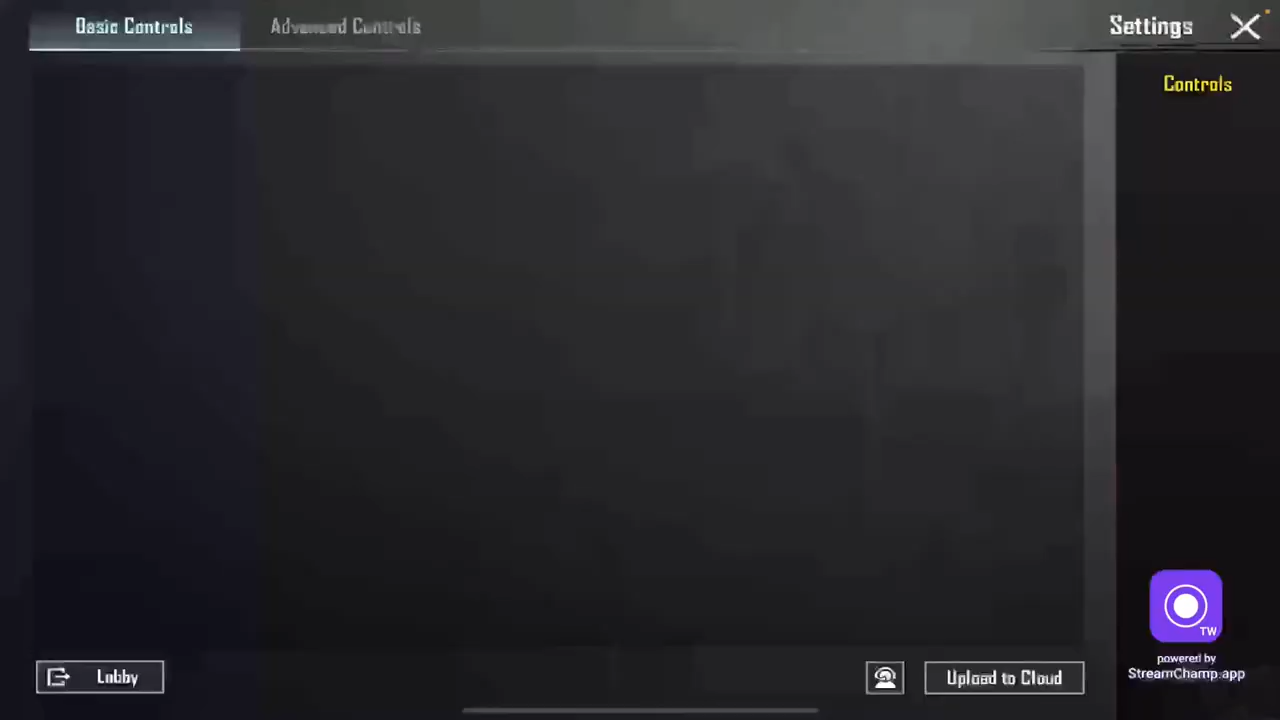 Basic Controls
Advanced Controls
Settings
Controls
Lobby
Upload to Cloud
TW
powered by
StreamChamp.app